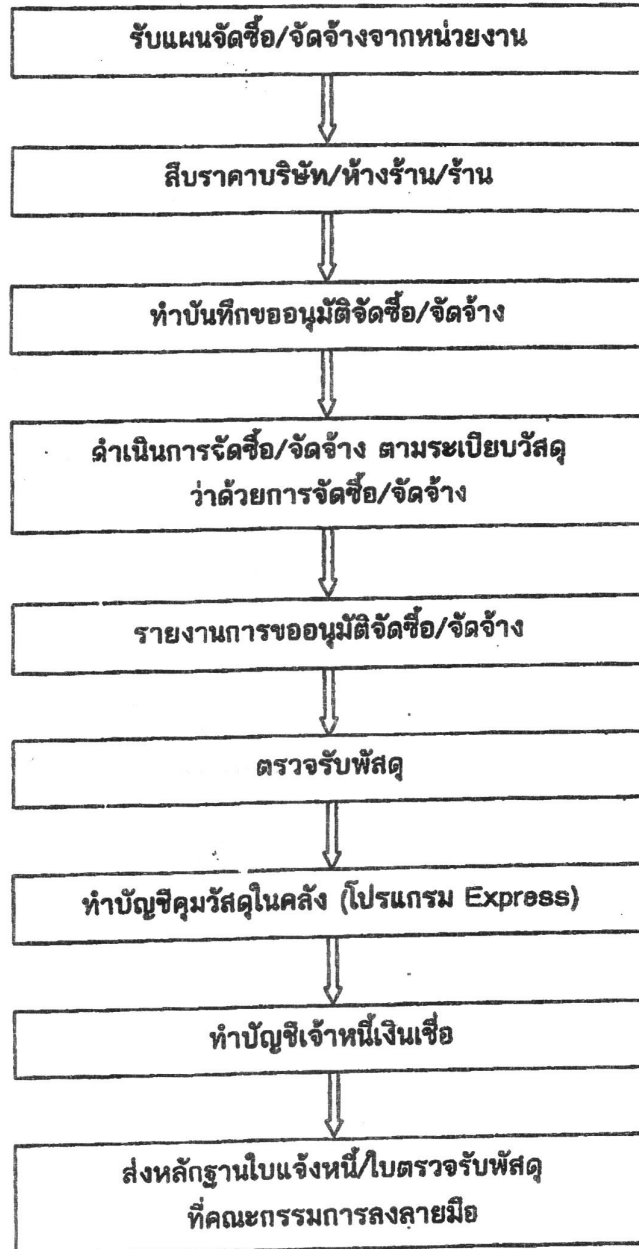 รับแผนจัดซื้อ/จัดจ้างจากหน่วยงาน
สืบราคาบริษัท/ห้างร้าน/ร้าน
ทำบันทึกขออนุมัติจัดซื้อ/จัดจ้าง
ดำเนินการจัดซื้อ/จัดจ้าง ตามระเบียบวัสดุ
ว่าด้วยการจัดซื้อ/จัดจ้าง
รายงานการขออนุมัติจัดซื้อ/จัดจ้าง
ตรวจรับพัสดุ
ทำบัญชีคุมวัสดุในคลัง (โปรแกรม Express)
ทำบัญชีเจ้าหนี้เงินเชื่อ
ส่งหลักฐานใบแจ้งหนี้/ใบตรวจรับพัสดุ
ที่คณะกรรมการลงลายมือ